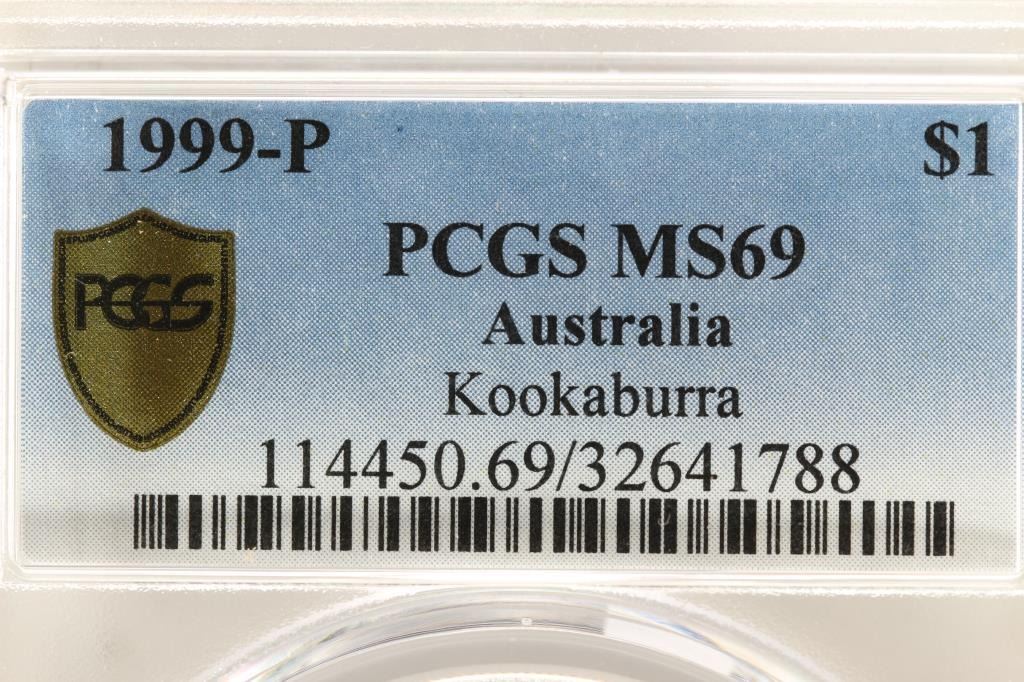 1999-P $1
PCGS MS69
PCGS
Australia
Kookaburra
114450.69/32641788